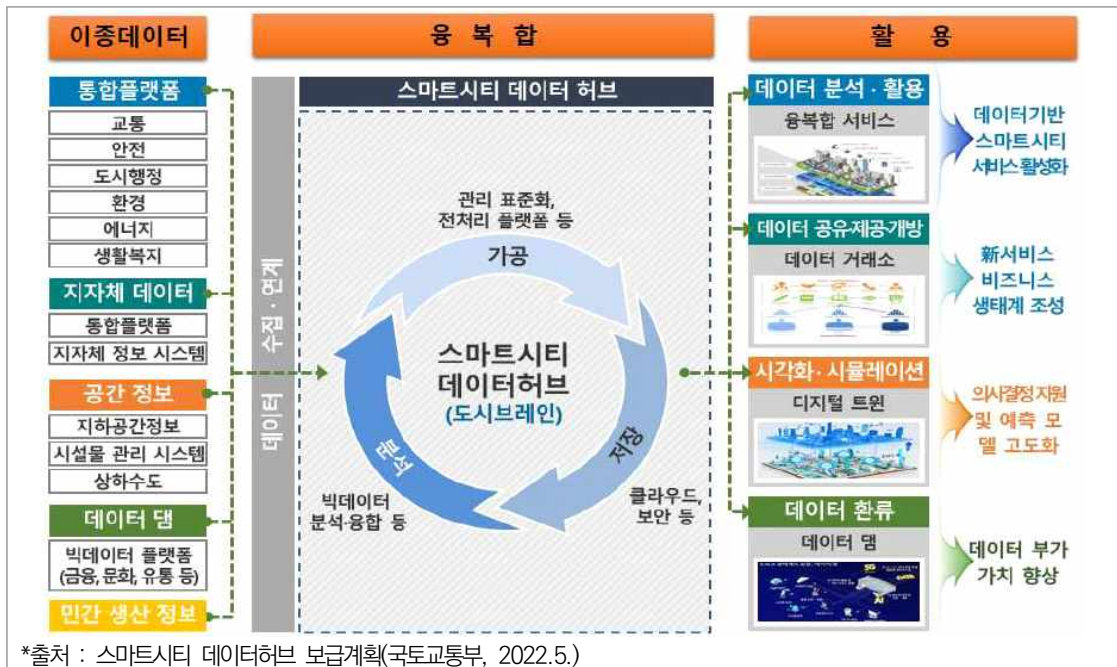 이종데이터
융 복 합
활 용
통합플랫폼
교통
안전
도시행정
환경
에너지
생활복지
지자체 데이터
통합플랫폼
지자체 정보 시스템
공간 정보
지하공간정보
시설물 관리 시스템
상하수도
데이터 댐
빅데이터 플랫폼
(금융, 문화, 유통 등)
민간 생산 정보
데이터 수집·연계
스마트시티 데이터 허브
관리 표준화,
전처리 플랫폼 등
가공
스마트시티
데이터허브
(도시브레인)
분석
저장
빅데이터
분석·융합 등
클라우드,
보안 등
데이터 분석·활용
융복합 서비스
데이터기반
스마트시티
서비스 활성화
데이터 공유·제공·개방
데이터 거래소
新서비스
비즈니스
생태계 조성
시각화·시뮬레이션
디지털 트윈
의사결정 지원
및 예측 모
델 고도화
데이터 환류
데이터 댐
데이터 부가
가치 향상
*출처 : 스마트시티 데이터허브 보급계획(국토교통부, 2022.5.)